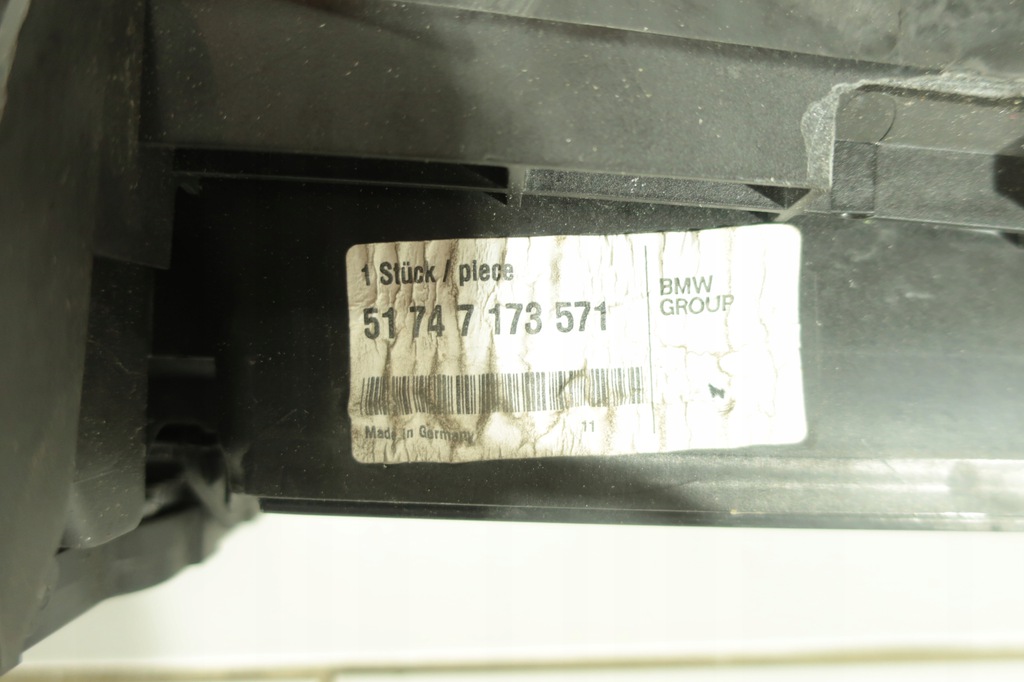 1 Stück / piece
51 74 7 173 571
BMW
GROUP
Made in Germany
11